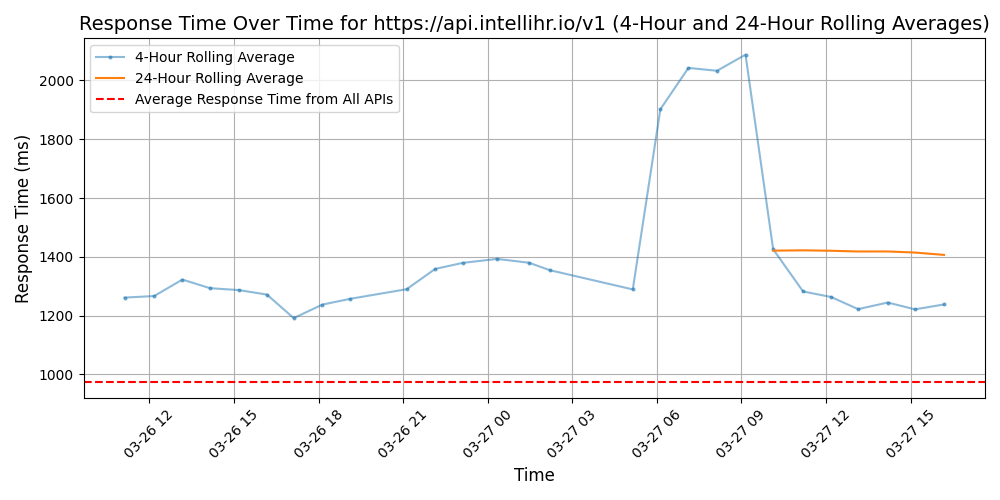 Response Time Over Time for https://api.intellihr.io/v1 (4-Hour and 24-Hour Rolling Averages)
4-Hour Rolling Average
24-Hour Rolling Average
Average Response Time from All APIs
Response Time (ms)
2000
1800
1600
1400
1200
1000
03-26 12
03-26 15
03-26 18
03-26 21
03-27 00
03-27 03
03-27 06
03-27 09
03-27 12
03-27 15
Time